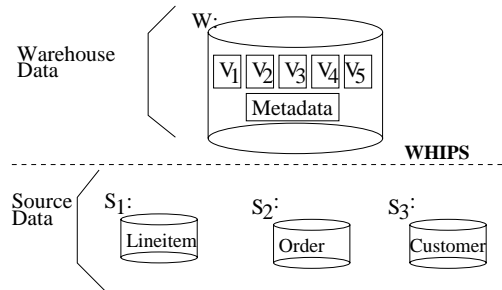 W:
Warehouse
Data
V1 V2 V3 V4 V5
Metadata
WHIPS
Source
Data
S1:
Lineitem
S2:
Order
S3:
Customer